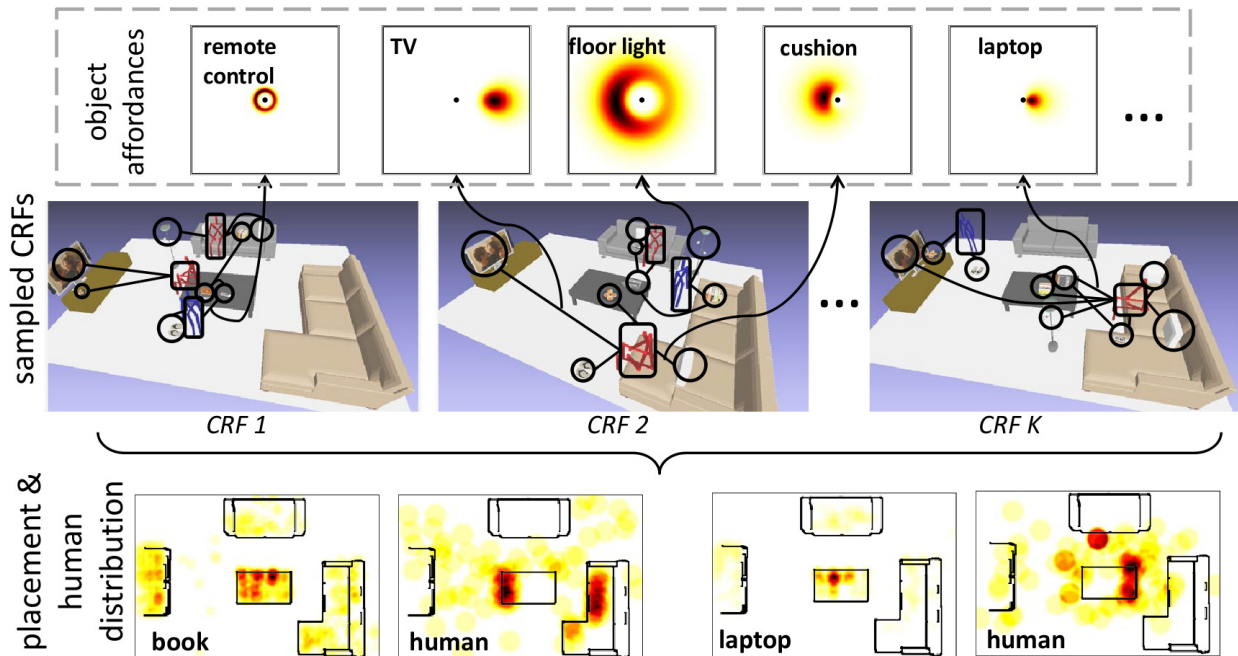 object
affordances
remote
control
TV
floor light
cushion
laptop
...
sampled CRFs
...
CRF 1
CRF 2
CRF K
placement &
human
distribution
book
human
laptop
human